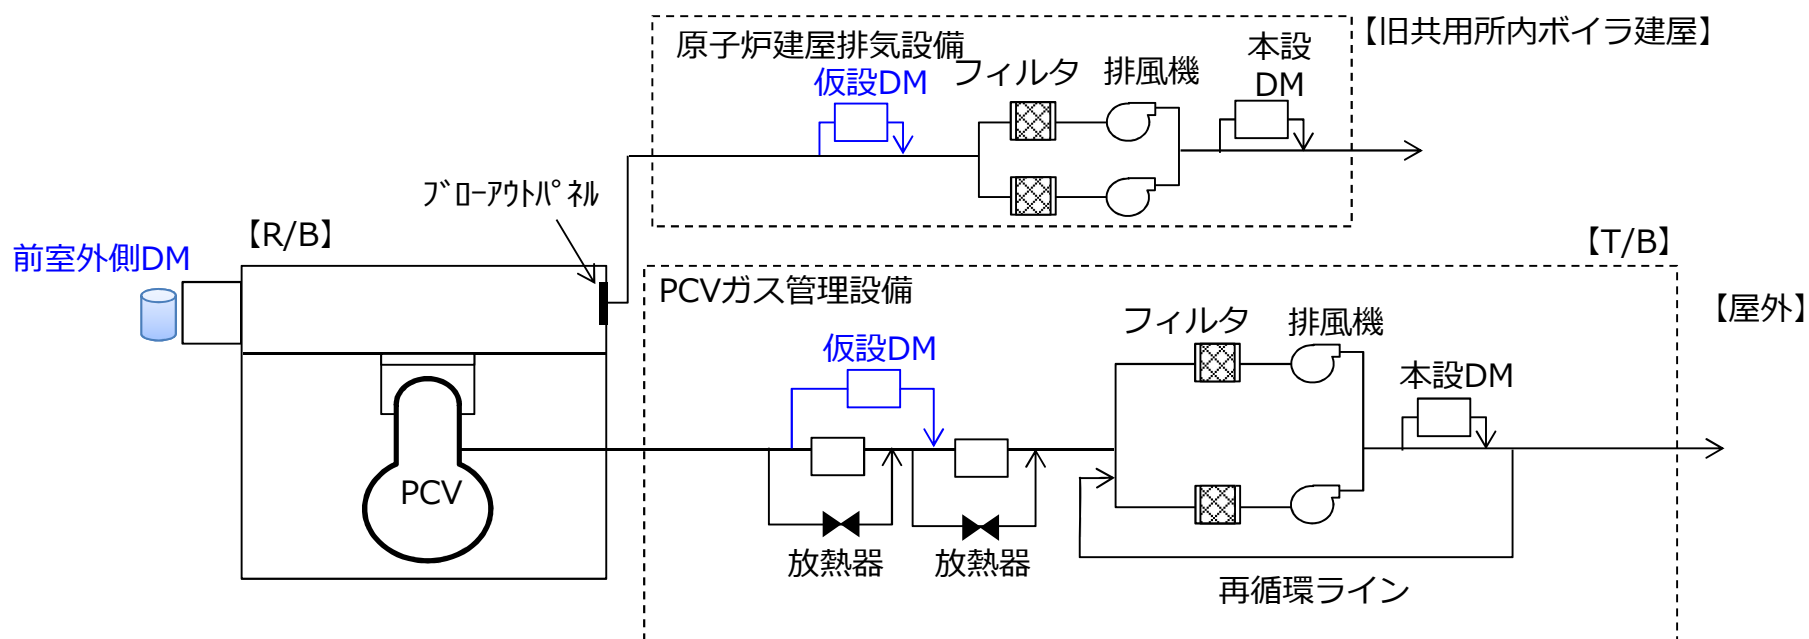 【旧共用所内ボイラ建屋】
原子炉建屋排気設備
本設
DM
仮設DM
フィルタ
排風機
ブローアウトパネル
【R/B】
前室外側DM
【T/B】
PCVガス管理設備
【屋外】
フィルタ
排風機
仮設DM
本設DM
PCV
放熱器
放熱器
再循環ライン